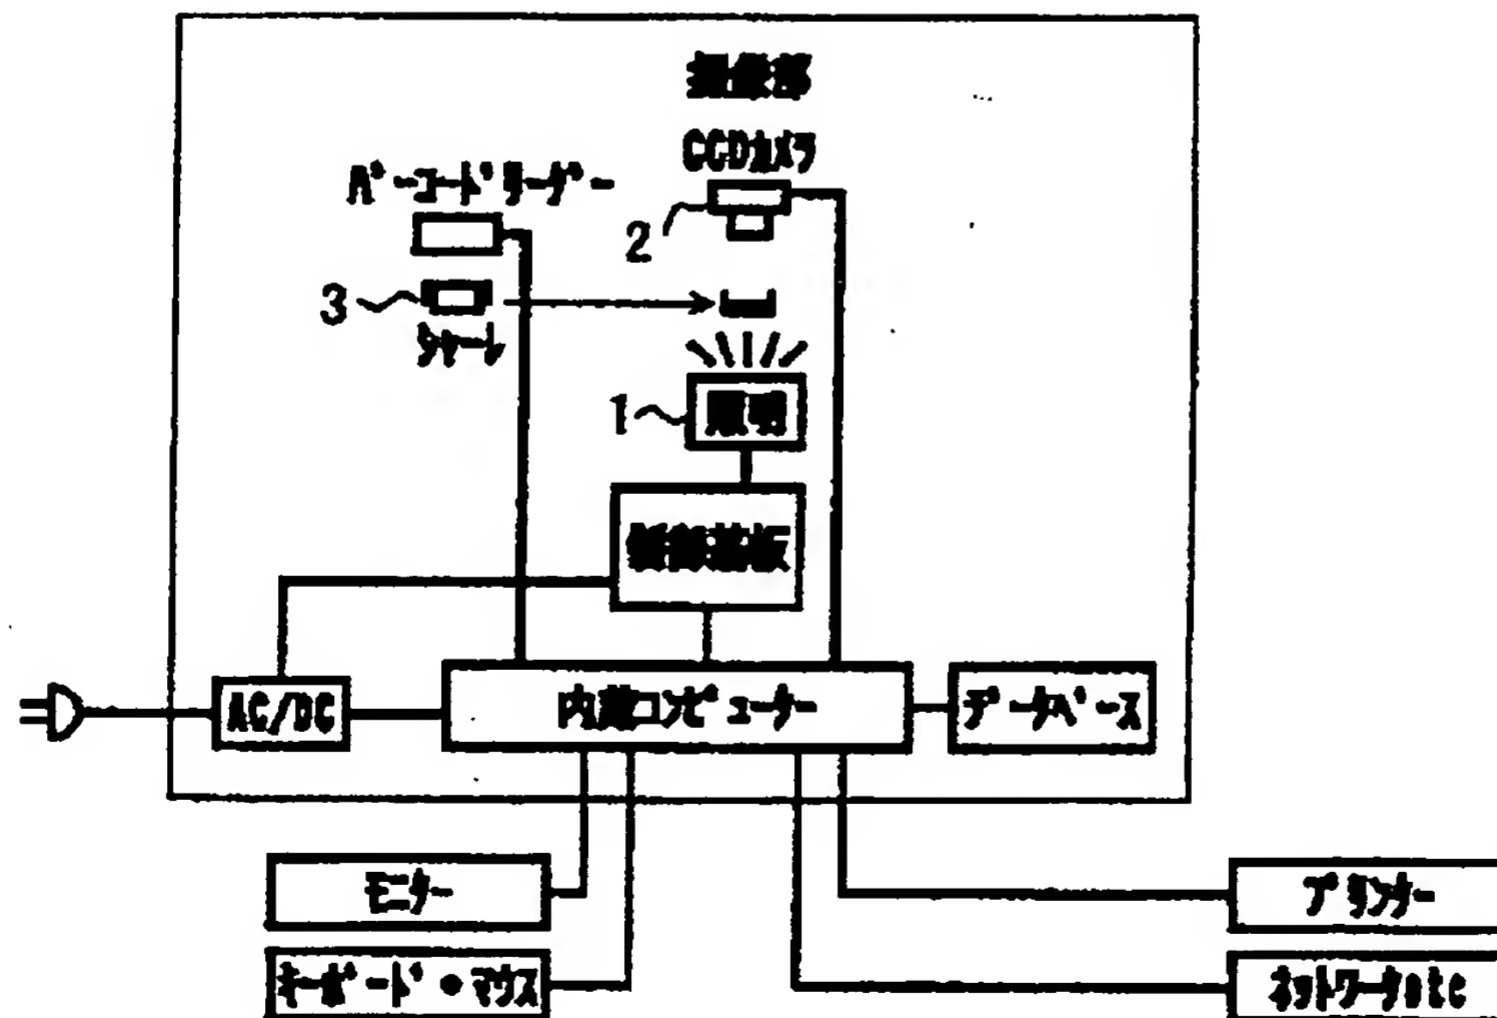 撮像部
CCDカメラ
バーコードリーダー
2
3
シャーレ
1
照明
制御基板
AC/DC
内蔵コンピューター
データベース
モニター
プリンター
キーボード・マウス
ネットワークetc